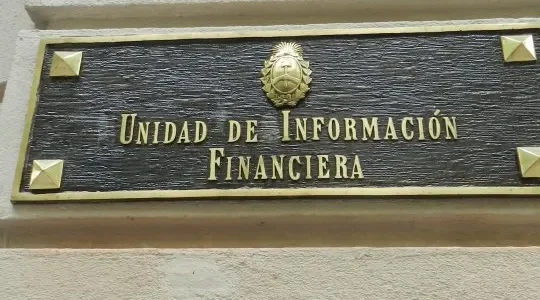 UNIDAD DE INFORMACIÓN
FINANCIERA